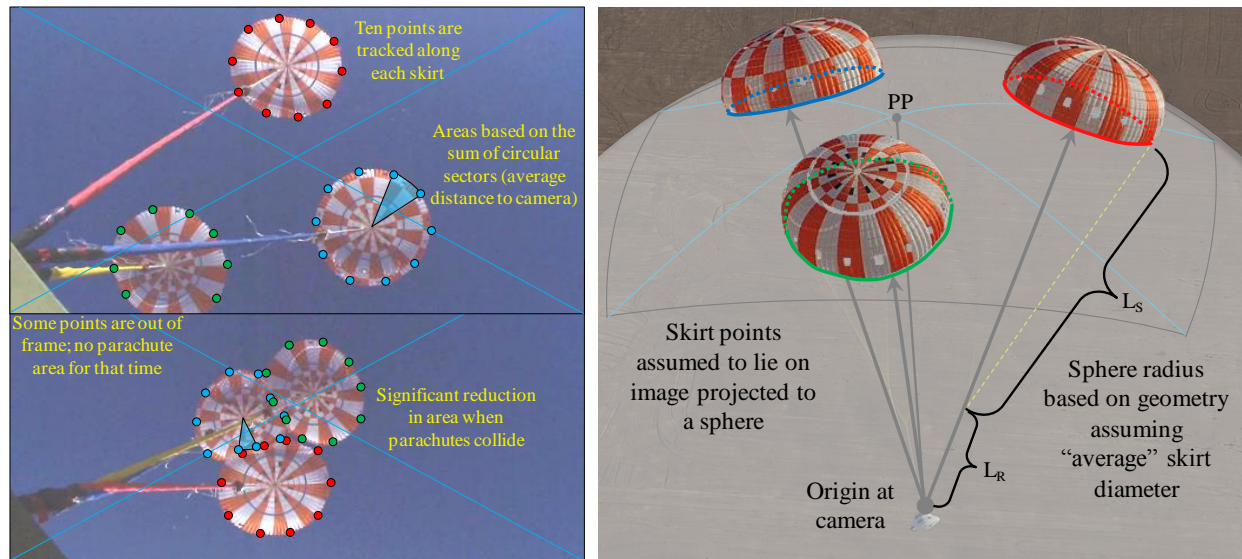 Ten points are
tracked along
each skirt
Areas based on the
sum of circular
sectors (average
distance to camera)
Some points are out of
frame; no parachute
area for that time
Significant reduction
in area when
parachutes collide
PP
L_S
Skirt points
assumed to lie on
image projected to
a sphere
Sphere radius
based on geometry
assuming
“average” skirt
diameter
L_R
Origin at
camera